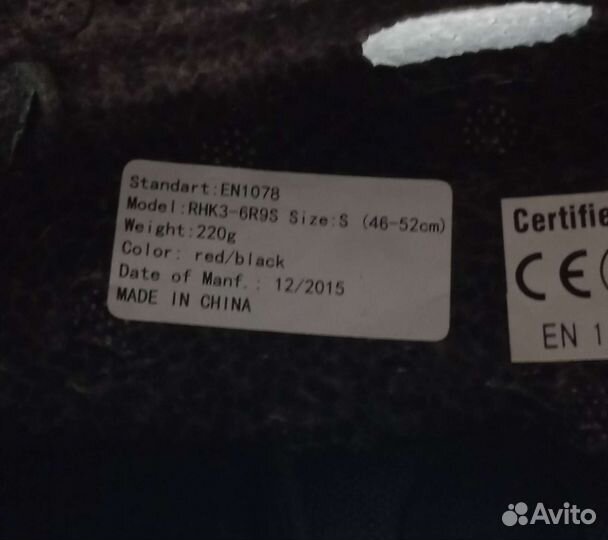 Standart:EN1078
Model:RHK3-6R9S Size:S (46-52cm)
Weight:220g
Color: red/black
Date of Manf.: 12/2015
MADE IN CHINA
Certifie
CE
EN 1
Avito